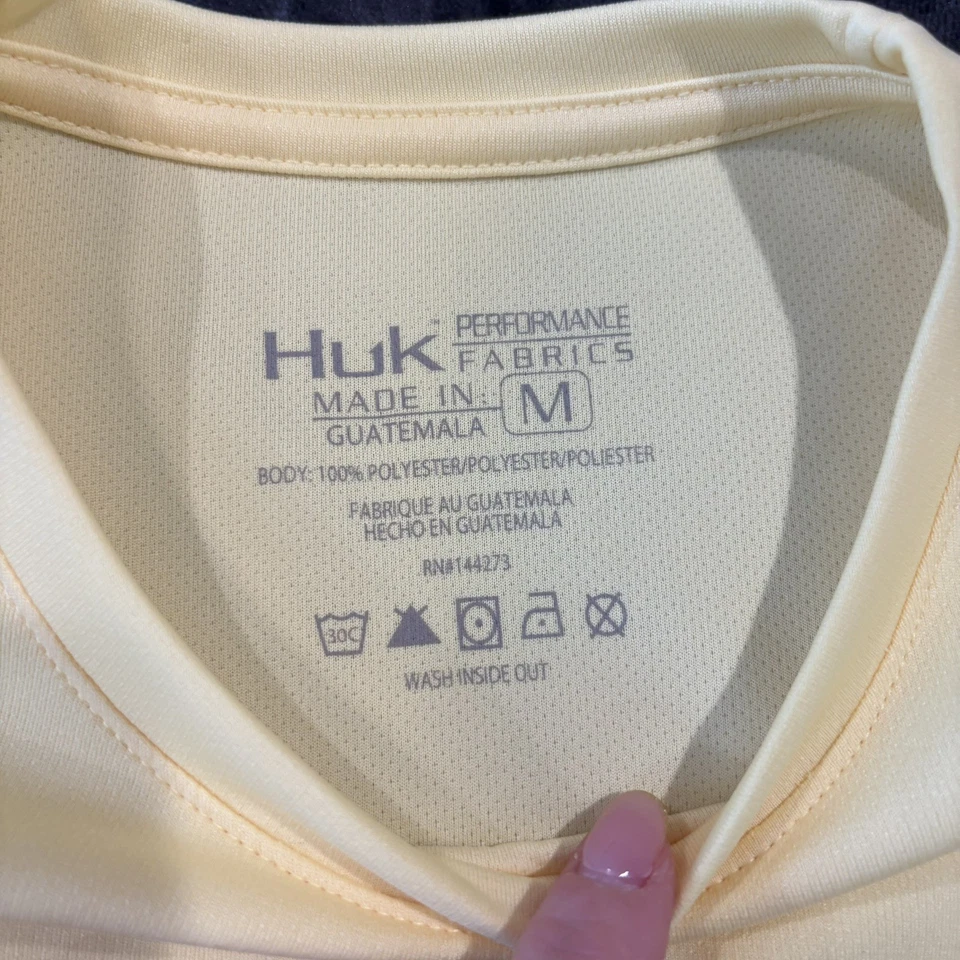 Huk™ PERFORMANCE
FABRICS
MADE IN:
GUATEMALA
M
BODY: 100% POLYESTER/POLYESTER/POLIESTER
FABRIQUE AU GUATEMALA
HECHO EN GUATEMALA
RN#144273
30C
WASH INSIDE OUT